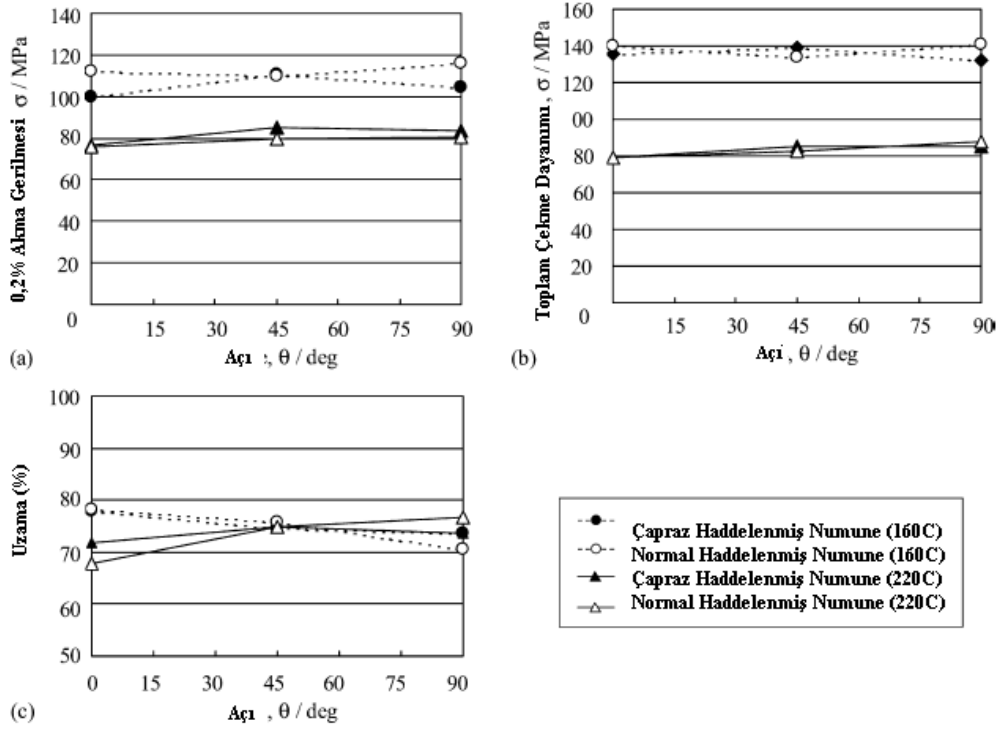 140
120
100
80
60
40
20
0
0,2% Akma Gerilmesi σ / MPa
15 30 45 60 75 90
(a)
Açı , θ / deg
160
140
120
00
80
60
40
20
0
Toplam Çekme Dayanımı , σ / MPa
15 30 45 60 75 90
(b)
Açi , θ / deg
100
90
80
70
60
50
Uzama (%)
0 15 30 45 60 75 90
(c)
Açı , θ / deg
Çapraz Haddelenmiş Numune (160C)
Normal Haddelenmiş Numune (160C)
Çapraz Haddelenmiş Numune (220C)
Normal Haddelenmiş Numune (220C)